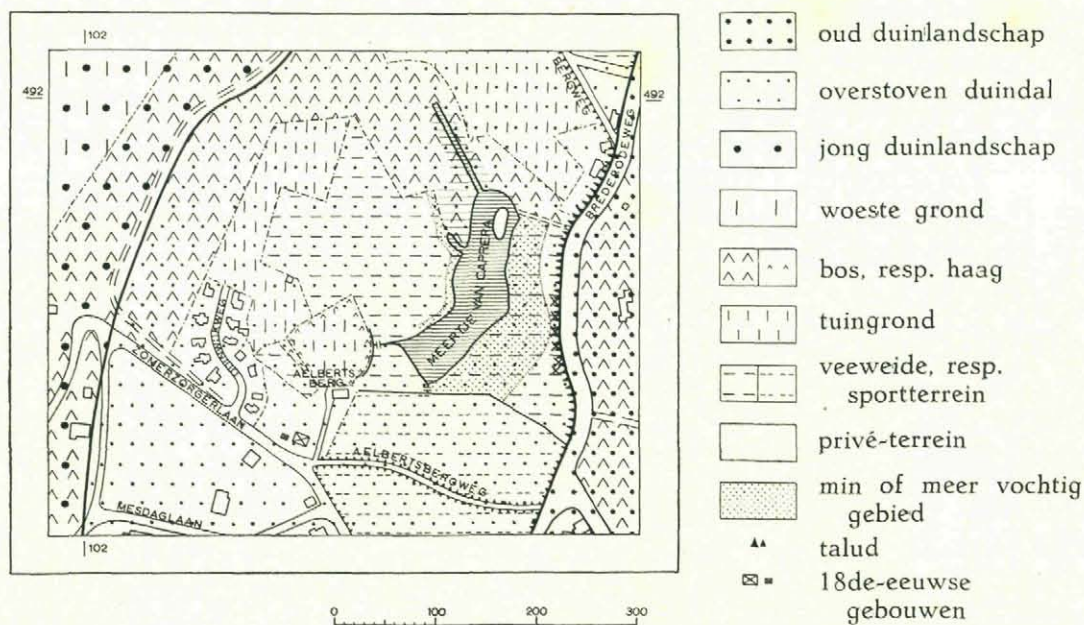 102
492
492
BERGWEG
BREDERODEWEG
MEERTJE VAN CAPRERA
KWEG
AELBERTS
BERG
ZOMERZORGERLAAN
AELBERTSBERGWEG
MESDAGLAAN
102
0 100 200 300
oud duinlandschap
overstoven duindal
jong duinlandschap
woeste grond
bos, resp. haag
tuingrond
veeweide, resp.
sportterrein
privé-terrein
min of meer vochtig
gebied
talud
18de-eeuwse
gebouwen